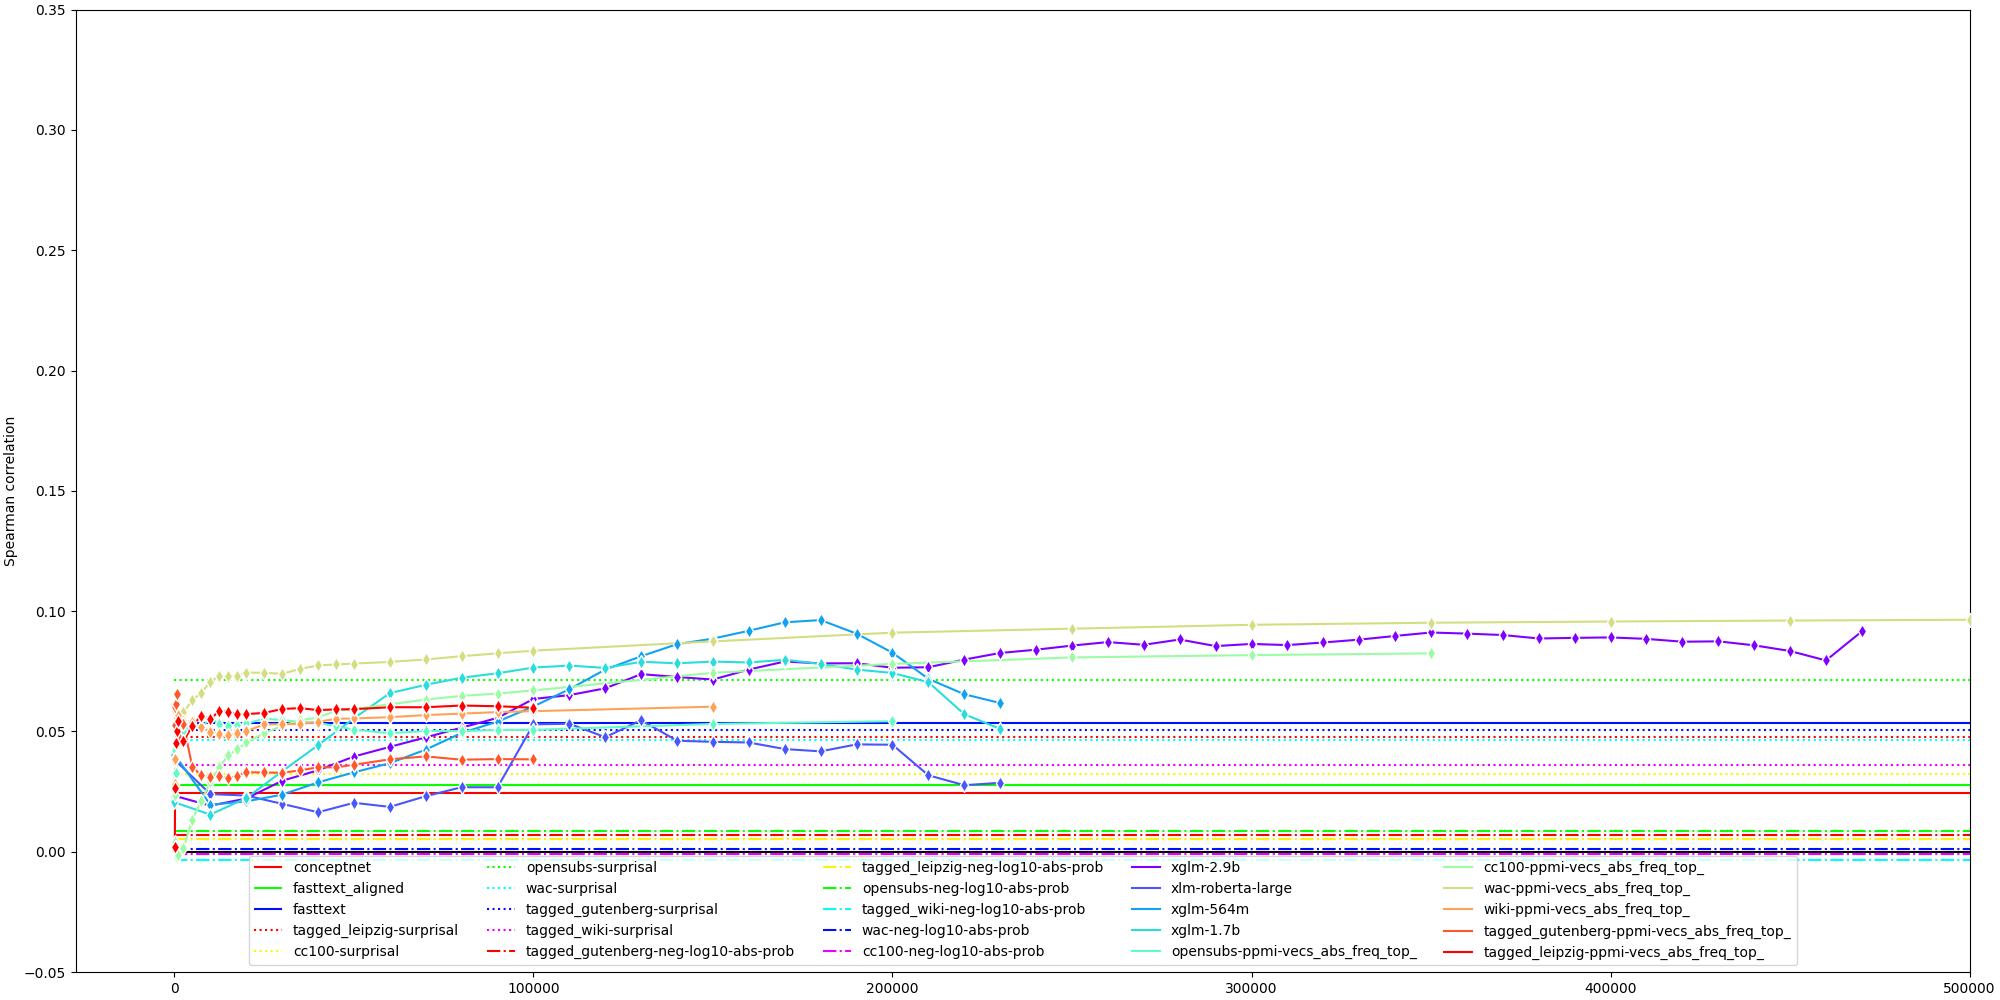 0.35
0.30
0.25
0.20
0.15
0.10
0.05
0.00
−0.05
Spearman correlation
conceptnet
fasttext_aligned
fasttext
tagged_leipzig-surprisal
cc100-surprisal
opensubs-surprisal
wac-surprisal
tagged_gutenberg-surprisal
tagged_wiki-surprisal
tagged_gutenberg-neg-log10-abs-prob
tagged_leipzig-neg-log10-abs-prob
opensubs-neg-log10-abs-prob
tagged_wiki-neg-log10-abs-prob
wac-neg-log10-abs-prob
cc100-neg-log10-abs-prob
xglm-2.9b
xlm-roberta-large
xglm-564m
xglm-1.7b
opensubs-ppmi-vecs_abs_freq_top_
cc100-ppmi-vecs_abs_freq_top_
wac-ppmi-vecs_abs_freq_top_
wiki-ppmi-vecs_abs_freq_top_
tagged_gutenberg-ppmi-vecs_abs_freq_top_
tagged_leipzig-ppmi-vecs_abs_freq_top_
0
100000
200000
300000
400000
500000